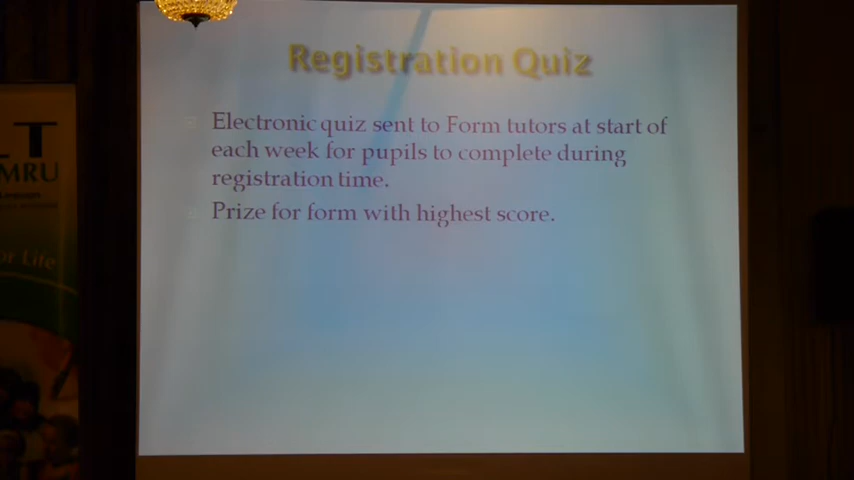 Registration Quiz
Electronic quiz sent to Form tutors at start of
each week for pupils to complete during
registration time.
Prize for form with highest score.
LT
MRU
or Life